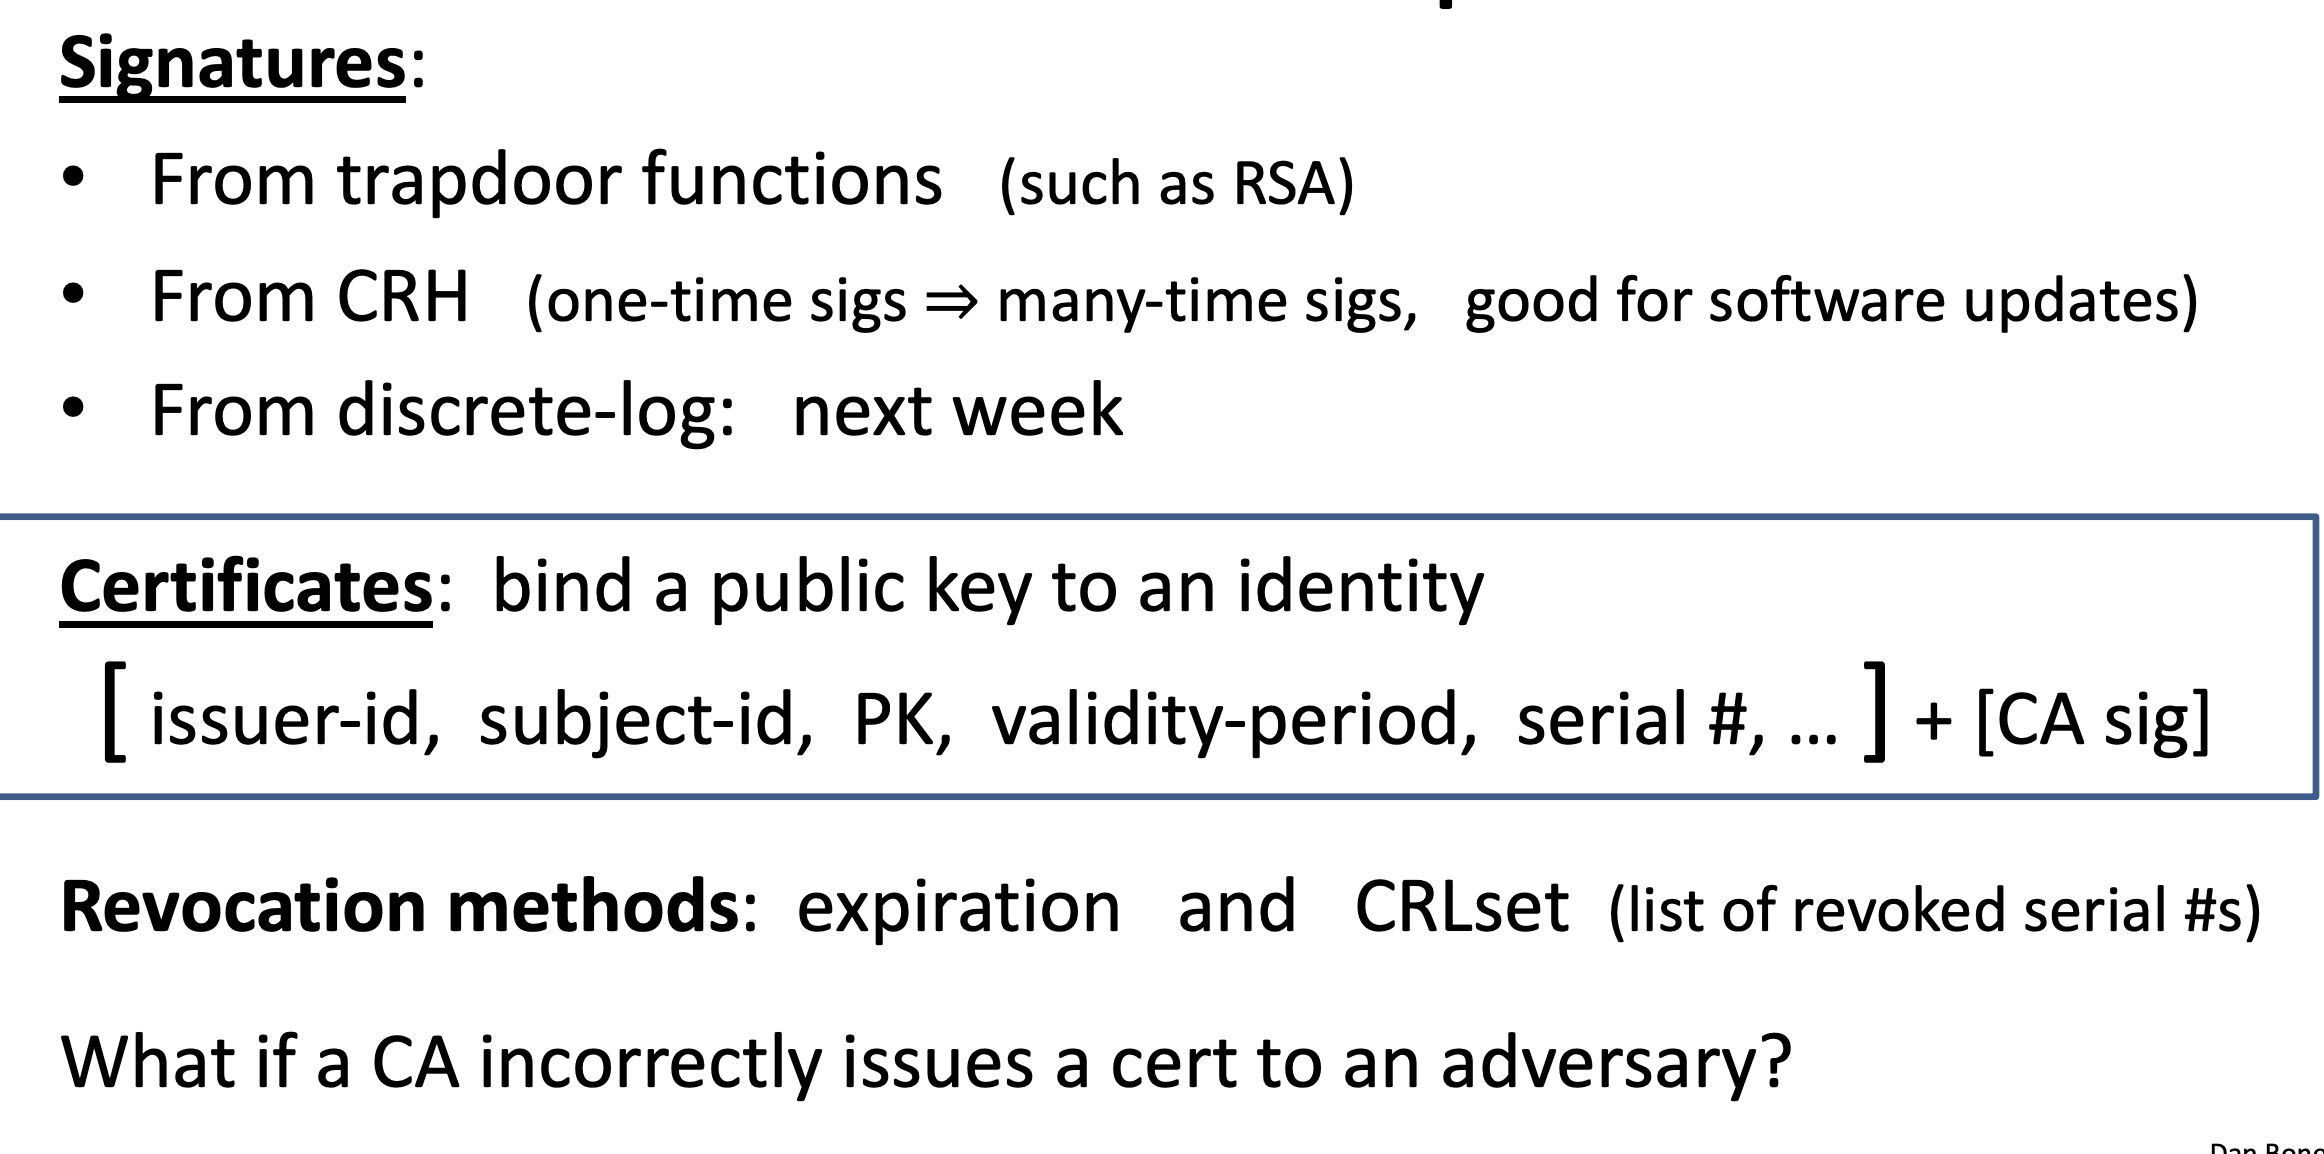 Signatures:
• From trapdoor functions (such as RSA)
• From CRH (one-time sigs ⇒ many-time sigs, good for software updates)
• From discrete-log: next week
Certificates: bind a public key to an identity
[ issuer-id, subject-id, PK, validity-period, serial #, ... ] + [CA sig]
Revocation methods: expiration and CRLset (list of revoked serial #s)
What if a CA incorrectly issues a cert to an adversary?
Dan